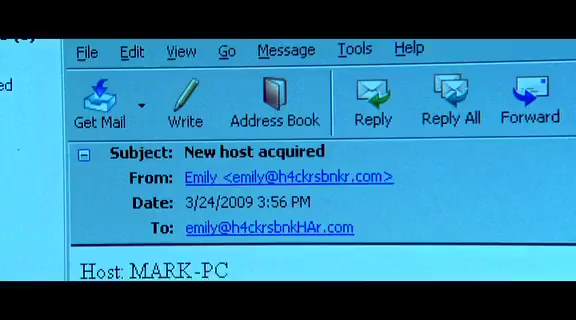 File Edit View Go Message Tools Help
Get Mail Write Address Book Reply Reply All Forward
Subject: New host acquired
From: Emily <emily@h4ckrsbnkr.com>
Date: 3/24/2009 3:56 PM
To: emily@h4ckrsbnkHAr.com
Host: MARK-PC